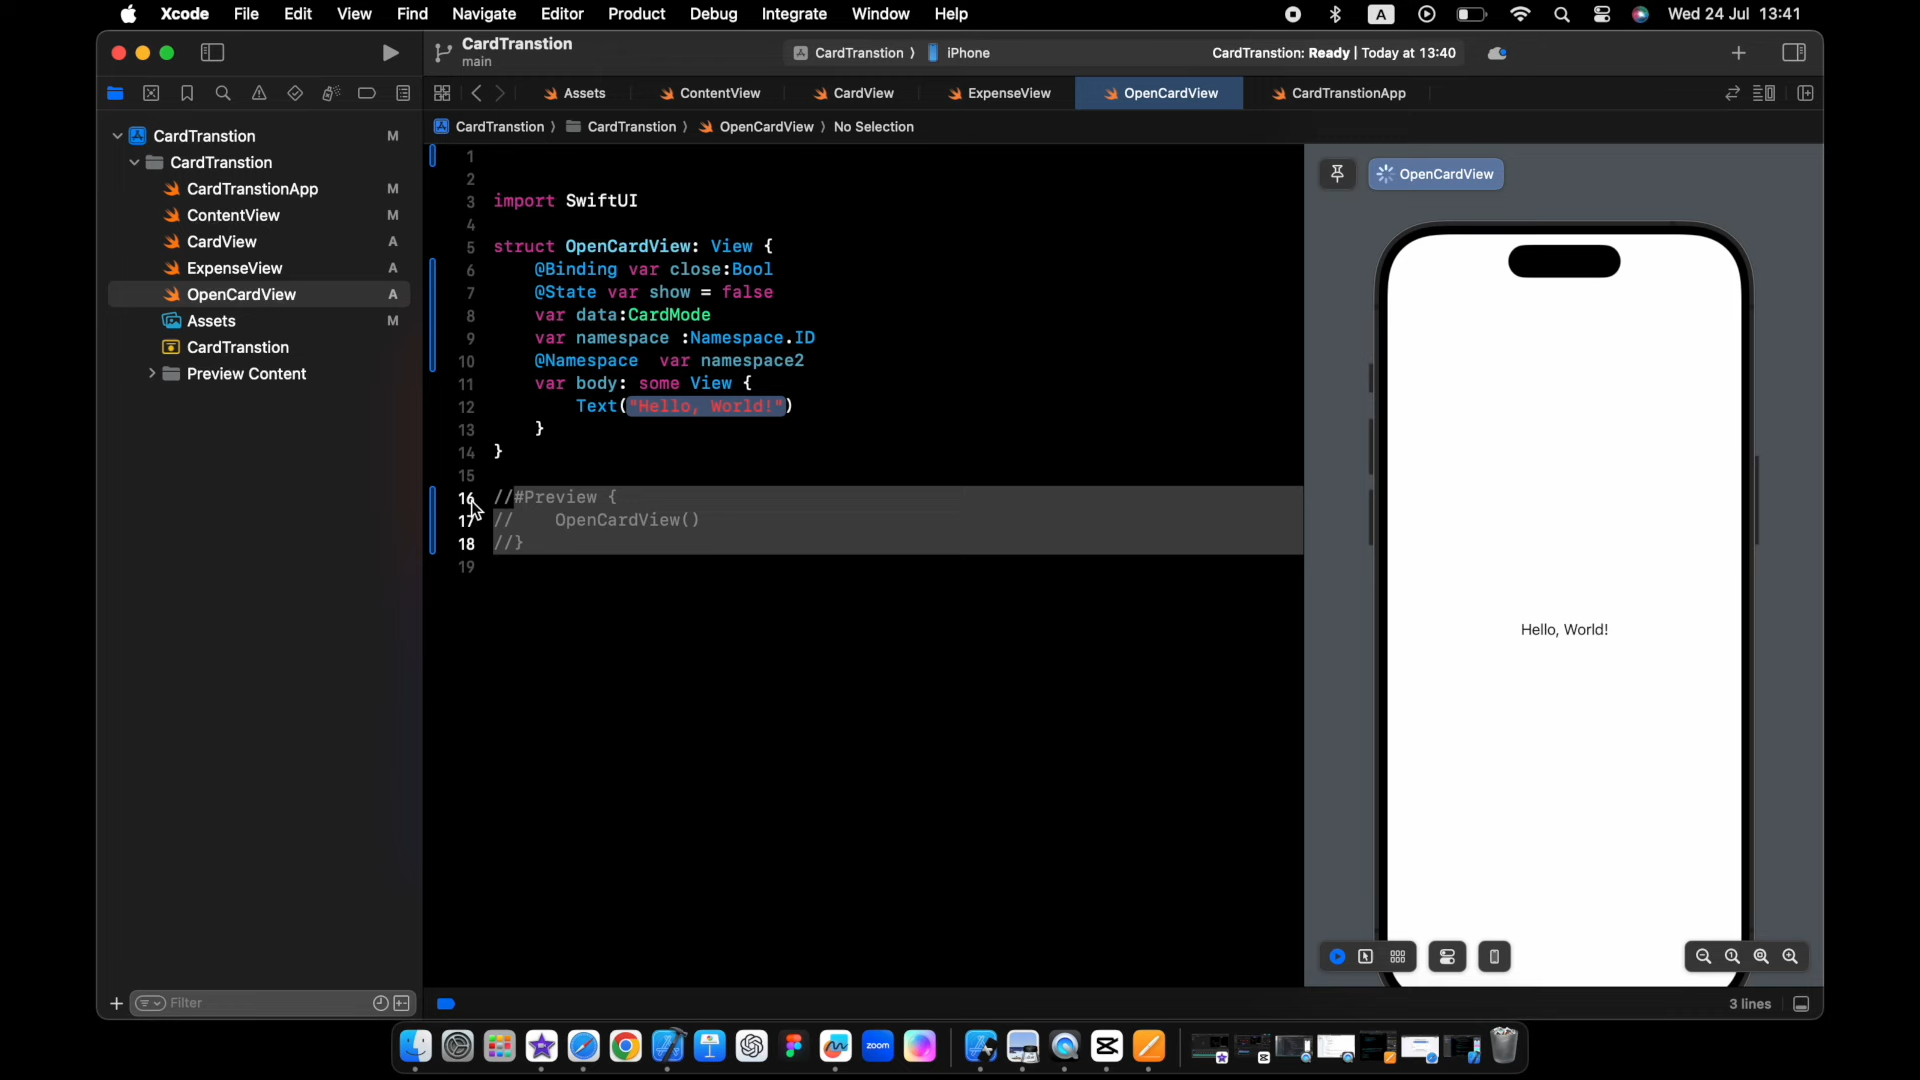 Xcode File Edit View Find Navigate Editor Product Debug Integrate Window Help A Wed 24 Jul 13:41
CardTranstion
main
CardTranstion ⟩ iPhone
CardTranstion: Ready | Today at 13:40
Assets ContentView CardView ExpenseView OpenCardView CardTranstionApp
CardTranstion ⟩ CardTranstion ⟩ OpenCardView ⟩ No Selection
CardTranstion M
CardTranstion
CardTranstionApp M
ContentView M
CardView A
ExpenseView A
OpenCardView A
Assets M
CardTranstion
Preview Content
Filter
1
2
3 import SwiftUI
4
5 struct OpenCardView: View {
6 @Binding var close:Bool
7 @State var show = false
8 var data:CardMode
9 var namespace :Namespace.ID
10 @Namespace  var namespace2
11 var body: some View {
12 Text("Hello, World!")
13 }
14 }
15
16 //#Preview {
17 //    OpenCardView()
18 //}
19
OpenCardView
Hello, World!
3 lines
zoom